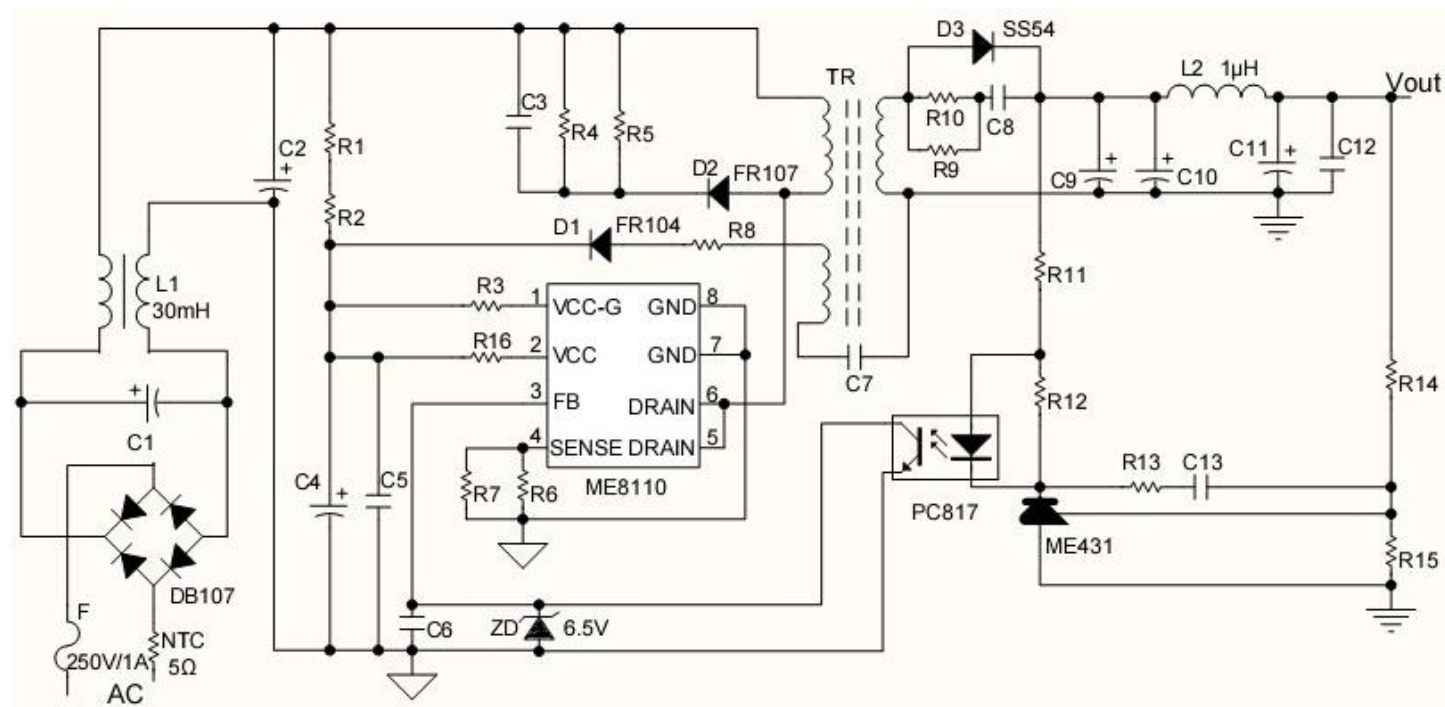 D3 SS54
TR
L2 1µH
Vout
C3
R4
R5
R10
C8
R9
C2
+
R1
D2
FR107
C9
+
C10
+
C11
+
C12
R2
D1
FR104
R8
L1
30mH
R3
1
VCC-G
GND
8
R11
R16
2
VCC
GND
7
C7
3
FB
DRAIN
6
R12
R14
+
C1
4
SENSE
DRAIN
5
C4
+
C5
R7
R6
ME8110
PC817
R13
C13
ME431
R15
DB107
F
C6
ZD
6.5V
NTC
250V/1A
5Ω
AC